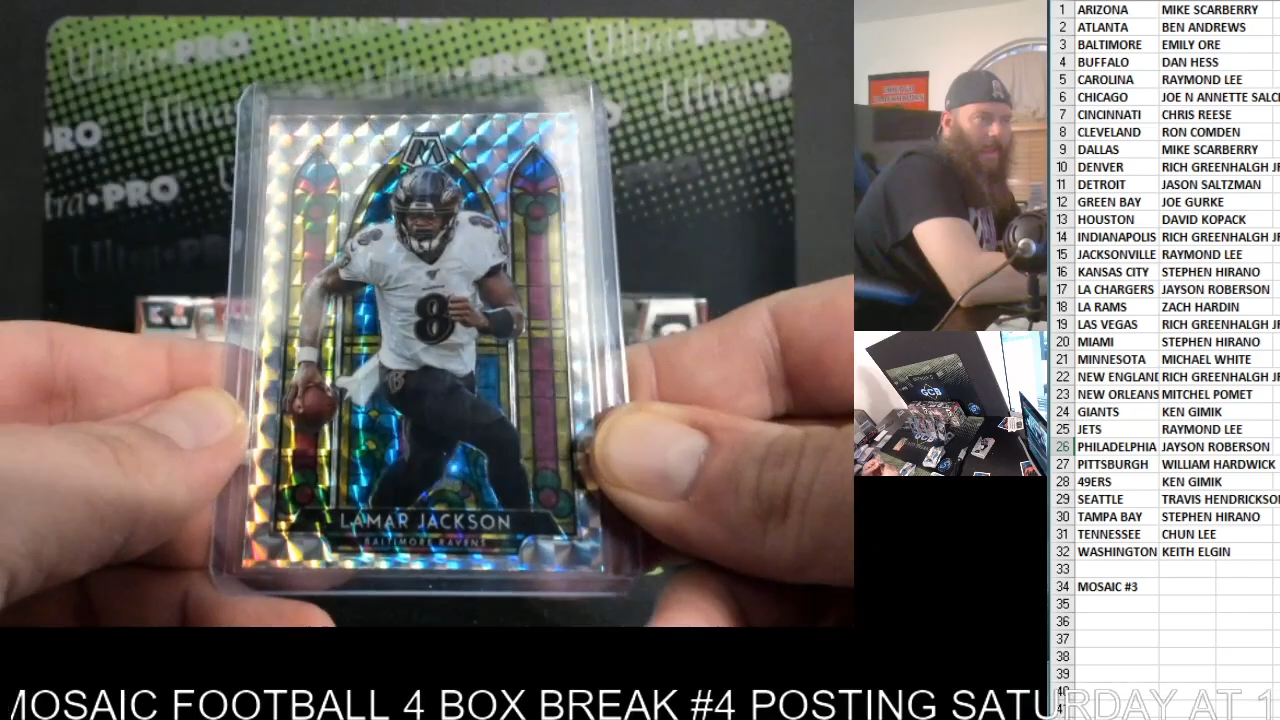 Ultra•PRO
PRO
tra•PRO
M
8
LAMAR JACKSON
BALTIMORE RAVENS
1 ARIZONA MIKE SCARBERRY
2 ATLANTA BEN ANDREWS
3 BALTIMORE EMILY ORE
4 BUFFALO DAN HESS
5 CAROLINA RAYMOND LEE
6 CHICAGO JOE N ANNETTE SALC
7 CINCINNATI CHRIS REESE
8 CLEVELAND RON COMDEN
9 DALLAS MIKE SCARBERRY
10 DENVER RICH GREENHALGH JR
11 DETROIT JASON SALTZMAN
12 GREEN BAY JOE GURKE
13 HOUSTON DAVID KOPACK
14 INDIANAPOLIS RICH GREENHALGH JR
15 JACKSONVILLE RAYMOND LEE
16 KANSAS CITY STEPHEN HIRANO
17 LA CHARGERS JAYSON ROBERSON
18 LA RAMS ZACH HARDIN
19 LAS VEGAS RICH GREENHALGH JR
20 MIAMI STEPHEN HIRANO
21 MINNESOTA MICHAEL WHITE
22 NEW ENGLAND RICH GREENHALGH JR
23 NEW ORLEANS MITCHEL POMET
24 GIANTS KEN GIMIK
25 JETS RAYMOND LEE
26 PHILADELPHIA JAYSON ROBERSON
27 PITTSBURGH WILLIAM HARDWICK
28 49ERS KEN GIMIK
29 SEATTLE TRAVIS HENDRICKSO
30 TAMPA BAY STEPHEN HIRANO
31 TENNESSEE CHUN LEE
32 WASHINGTON KEITH ELGIN
33
34 MOSAIC #3
35
36
37
38
39
40
MOSAIC FOOTBALL 4 BOX BREAK #4 POSTING SATURDAY AT 1